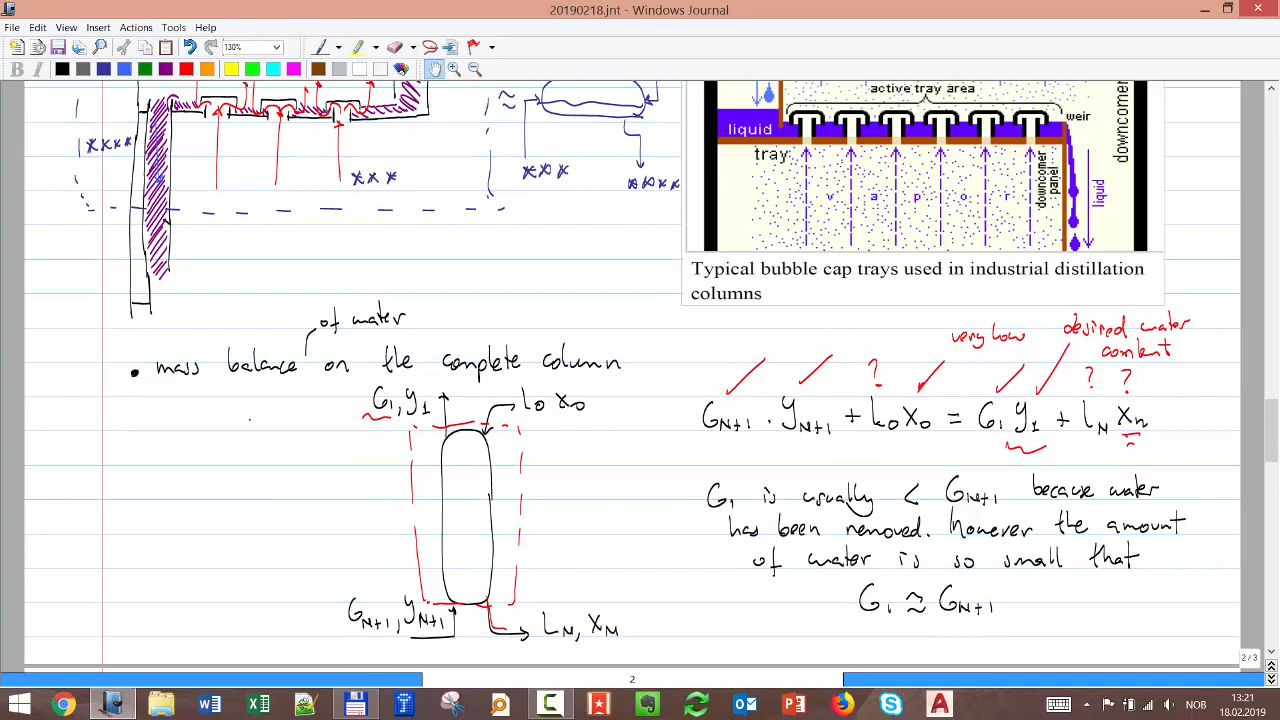 20190218.jnt - Windows Journal
File Edit View Insert Actions Tools Help
130%
active tray area
liquid
weir
tray
v a p o r
downcomer panel
liquid
downcomer
Typical bubble cap trays used in industrial distillation
columns
xxxx
xxx
xxx
xxxx
≈
of water
• mass balance on the complete column
G1, y1
L0 x0
GN+1, yN+1
LN, xN
very low
desired water
content
? ? ?
GN+1 · yN+1 + L0 x0 = G1 y1 + LN xn
G1 is usually < GN+1 because water
has been removed. However the amount
of water is so small that
G1 ≈ GN+1
2/3
2
NOB
13:21
18.02.2019